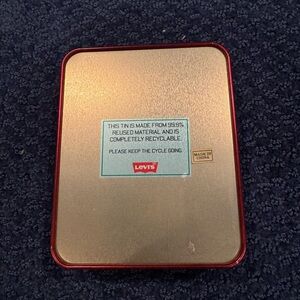 THIS TIN IS MADE FROM 99.9%
REUSED MATERIAL AND IS
COMPLETELY RECYCLABLE.
PLEASE KEEP THE CYCLE GOING
Levi's
MADE IN
CHINA